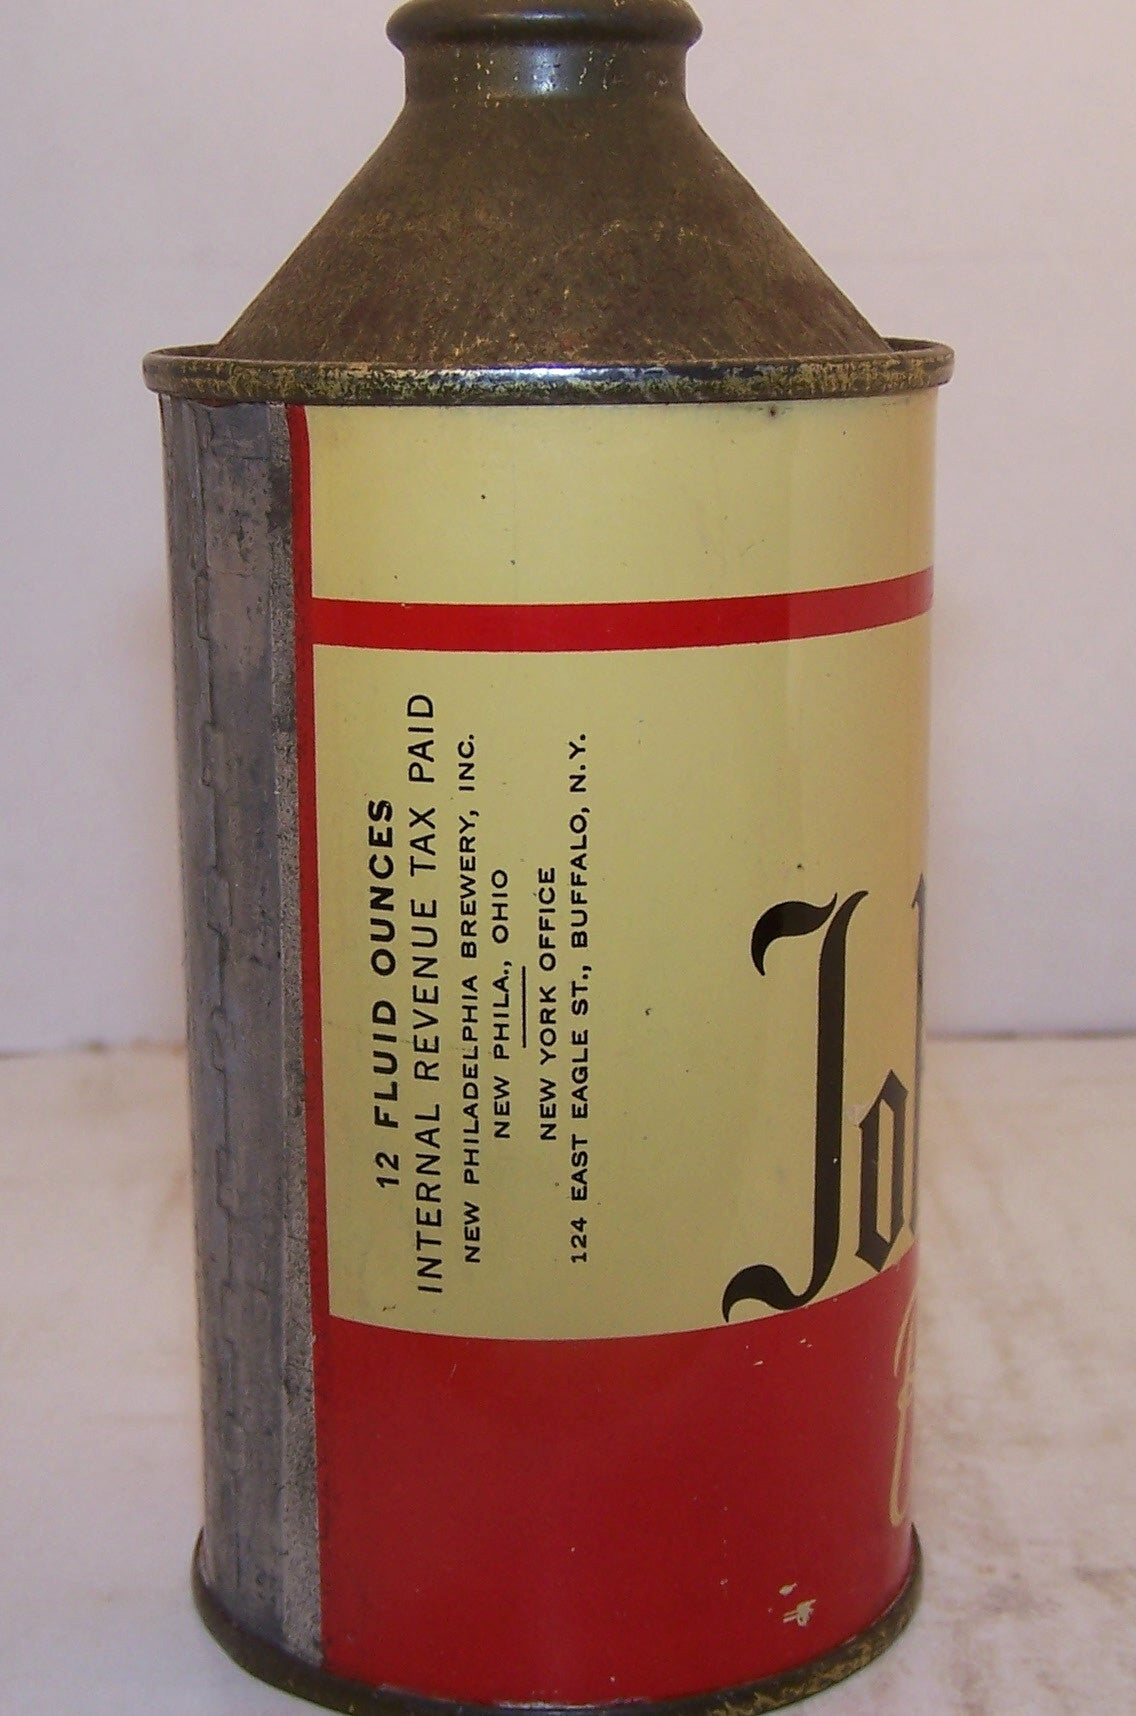 12 FLUID OUNCES
INTERNAL REVENUE TAX PAID
NEW PHILADELPHIA BREWERY, INC.
NEW PHILA., OHIO
NEW YORK OFFICE
124 EAST EAGLE ST., BUFFALO, N.Y.